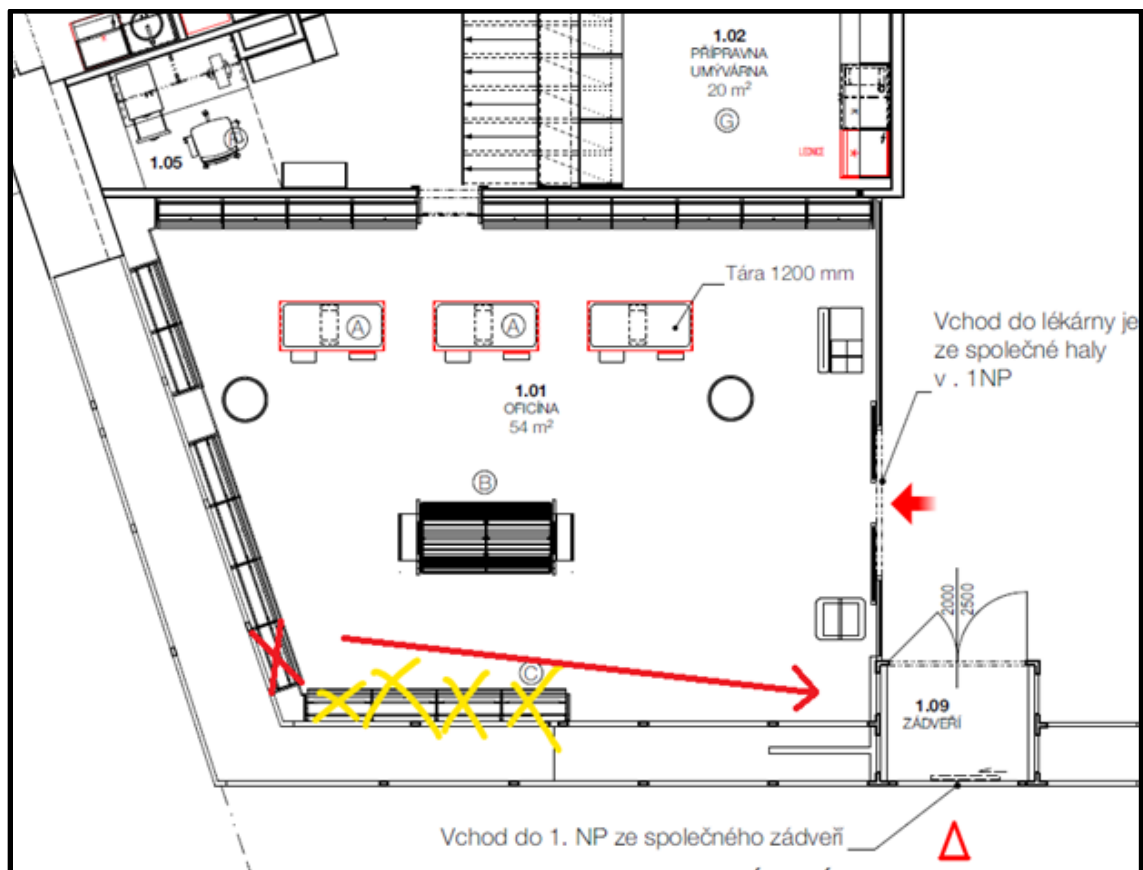 1.02
PŘÍPRAVNA
UMÝVÁRNA
20 m²
G
LEDNICE
1.05
A
Tára 1200 mm
A
A
Vchod do lékárny je
ze společné haly
v . 1NP
1.01
OFICÍNA
54 m²
B
2000
2500
C
1.09
ZÁDVEŘÍ
Vchod do 1. NP ze společného zádveří